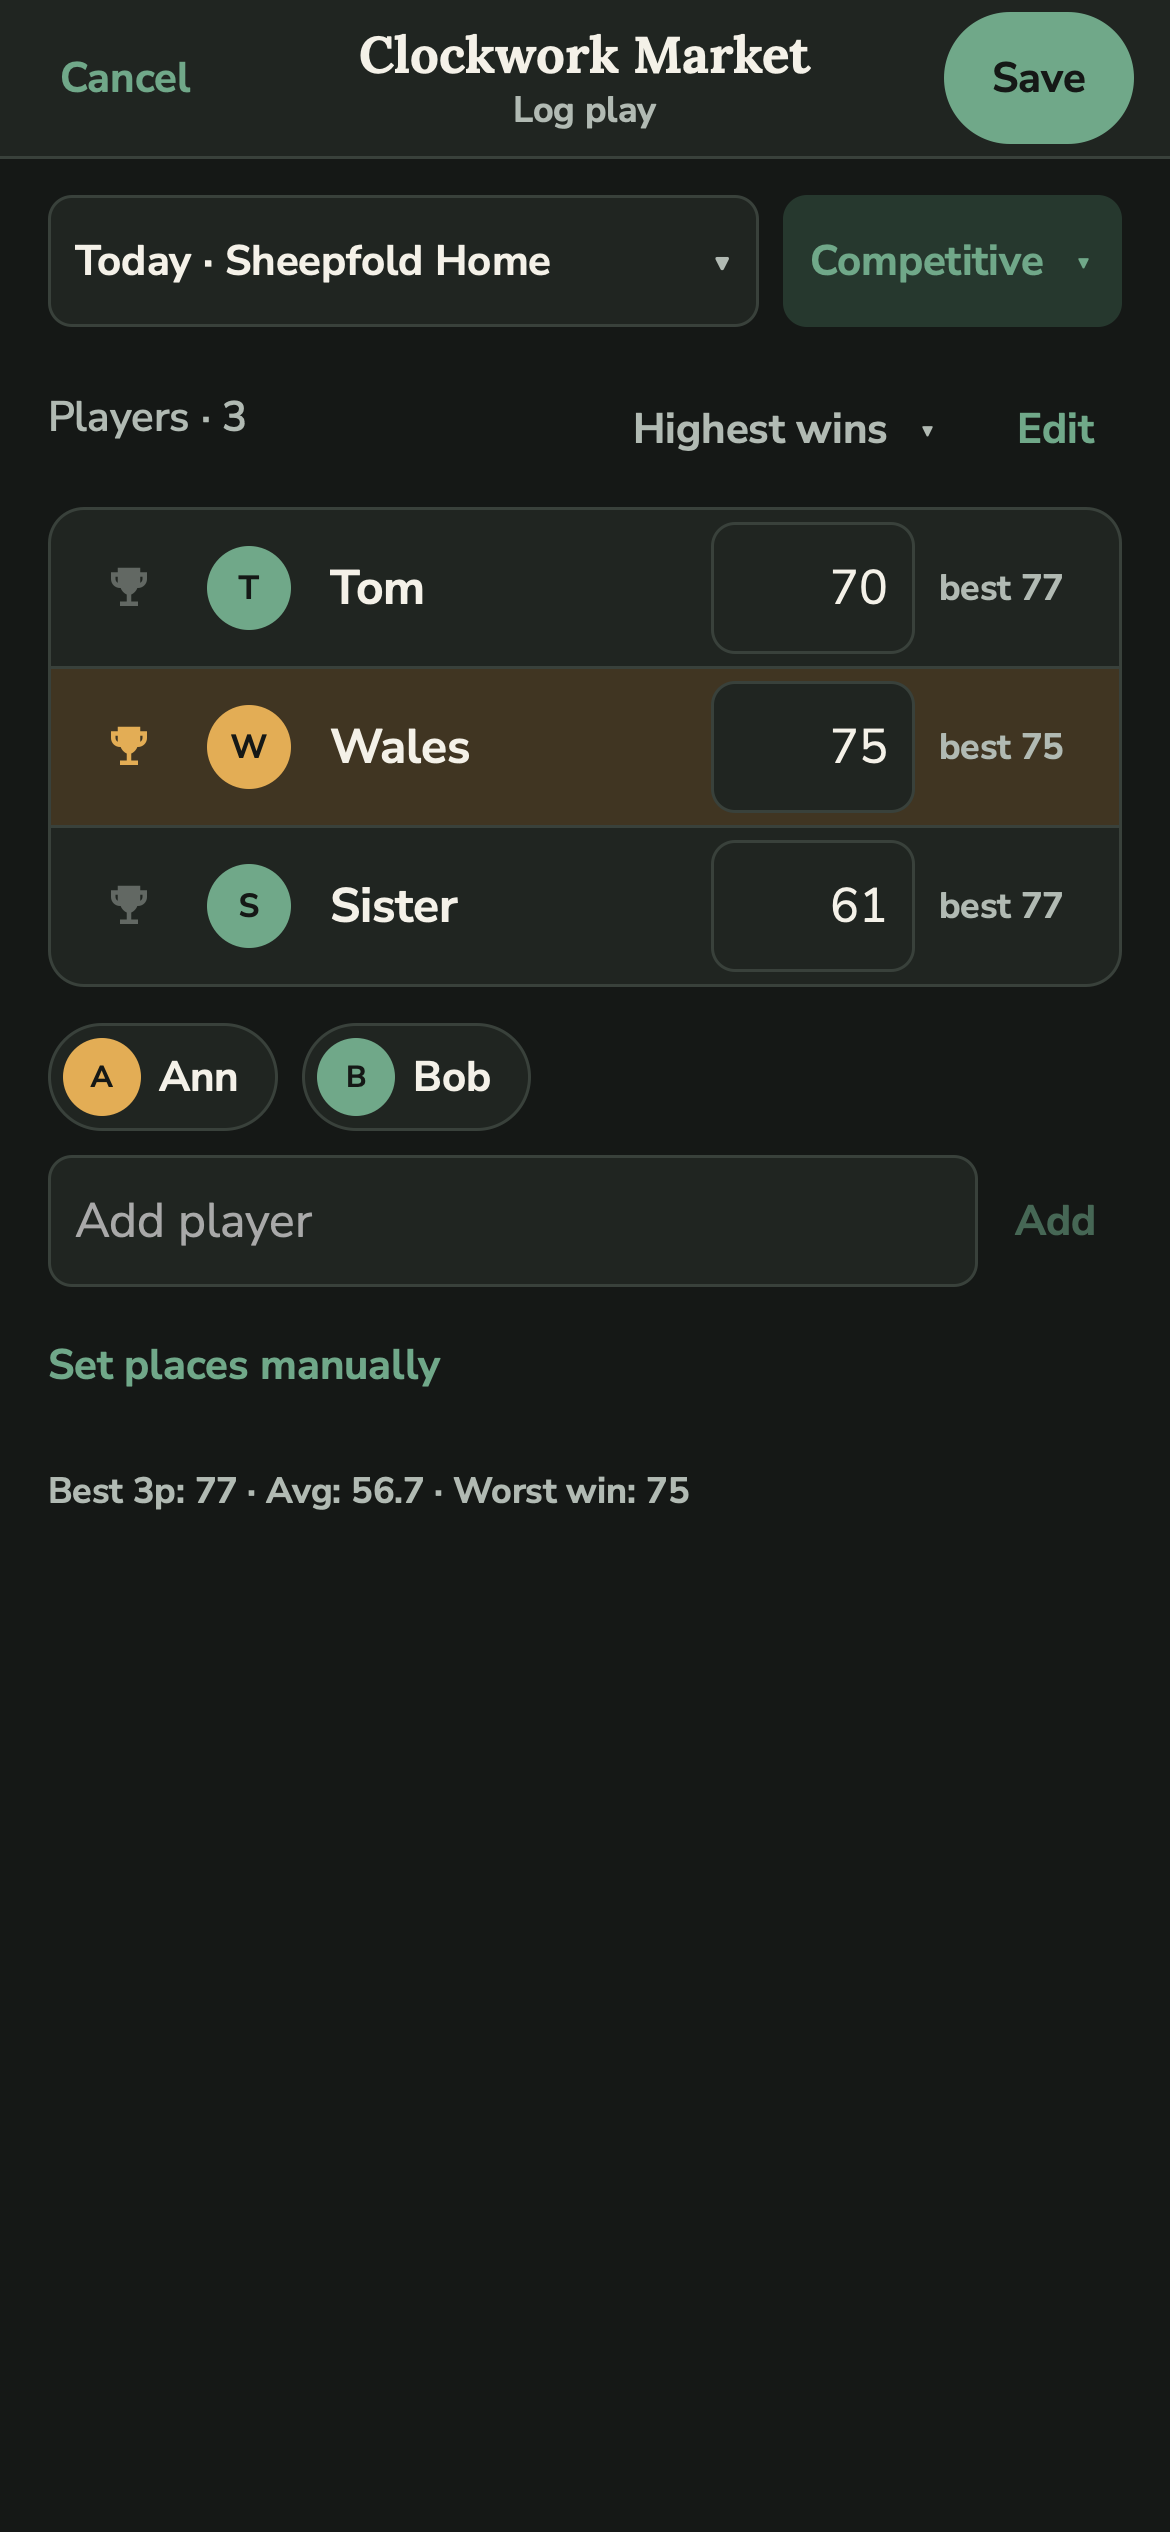 Cancel
Clockwork Market
Log play
Save
Today · Sheepfold Home ▾
Competitive ▾
Players · 3
Highest wins ▾
Edit
T Tom 70 best 77
W Wales 75 best 75
S Sister 61 best 77
A Ann
B Bob
Add player
Add
Set places manually
Best 3p: 77 · Avg: 56.7 · Worst win: 75